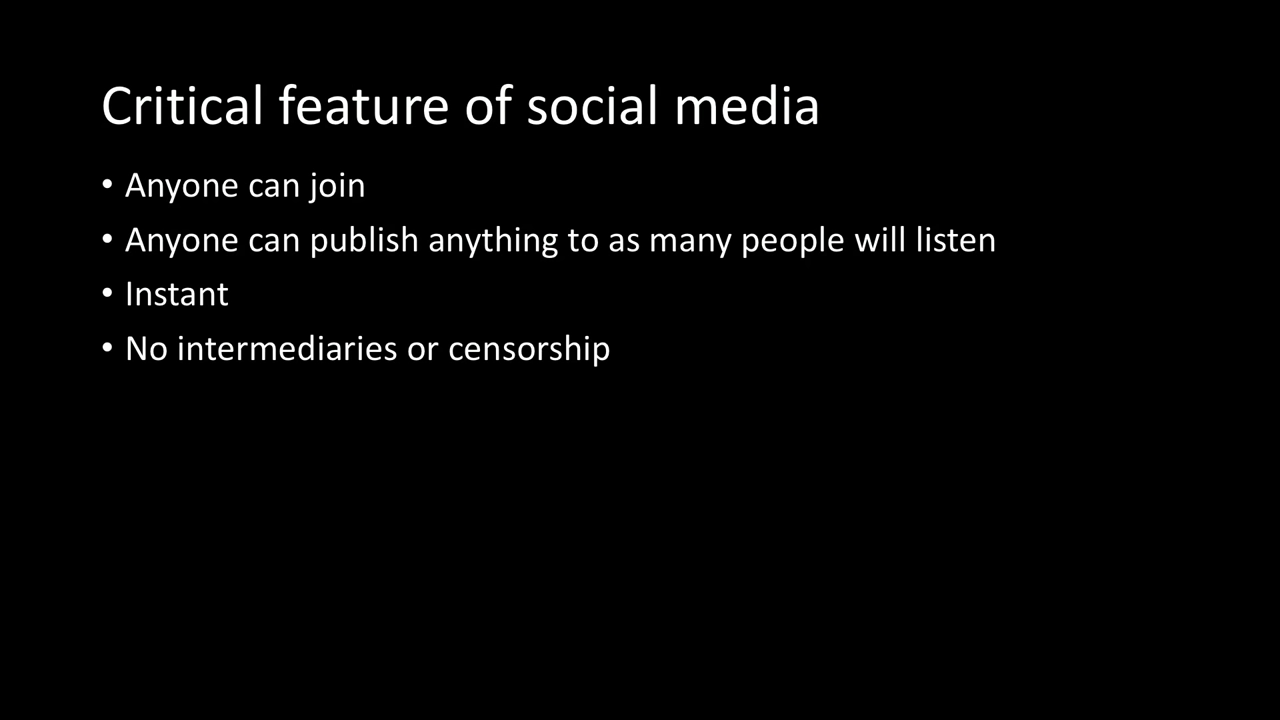 Critical feature of social media
• Anyone can join
• Anyone can publish anything to as many people will listen
• Instant
• No intermediaries or censorship